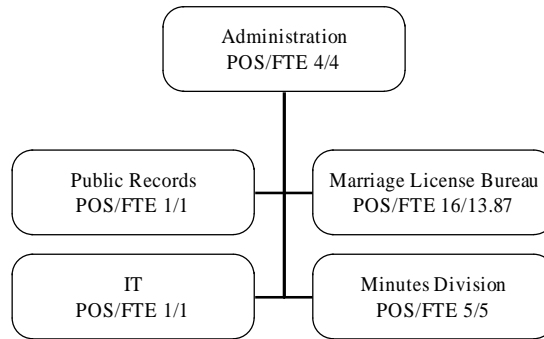 Administration
POS/FTE 4/4
Public Records
POS/FTE 1/1
Marriage License Bureau
POS/FTE 16/13.87
IT
POS/FTE 1/1
Minutes Division
POS/FTE 5/5